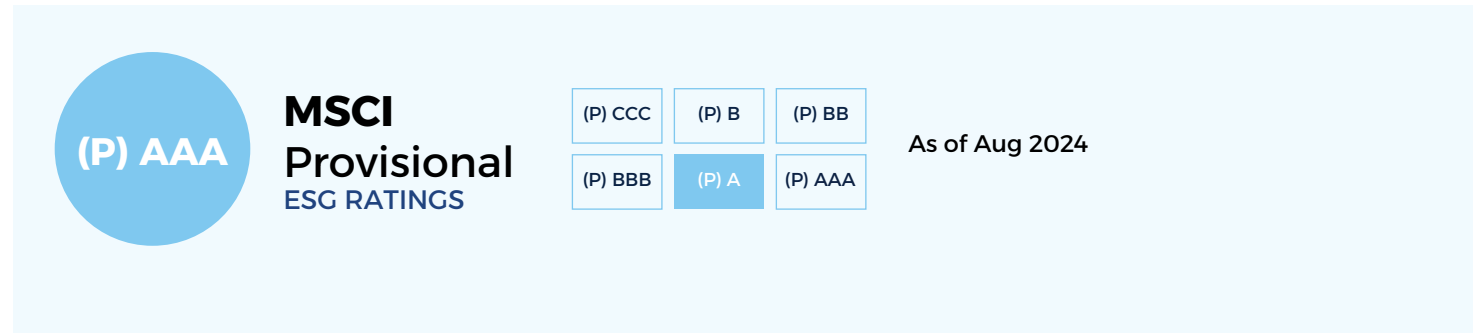 (P) AAA
MSCI
Provisional
ESG RATINGS
(P) CCC
(P) B
(P) BB
(P) BBB
(P) A
(P) AAA
As of Aug 2024